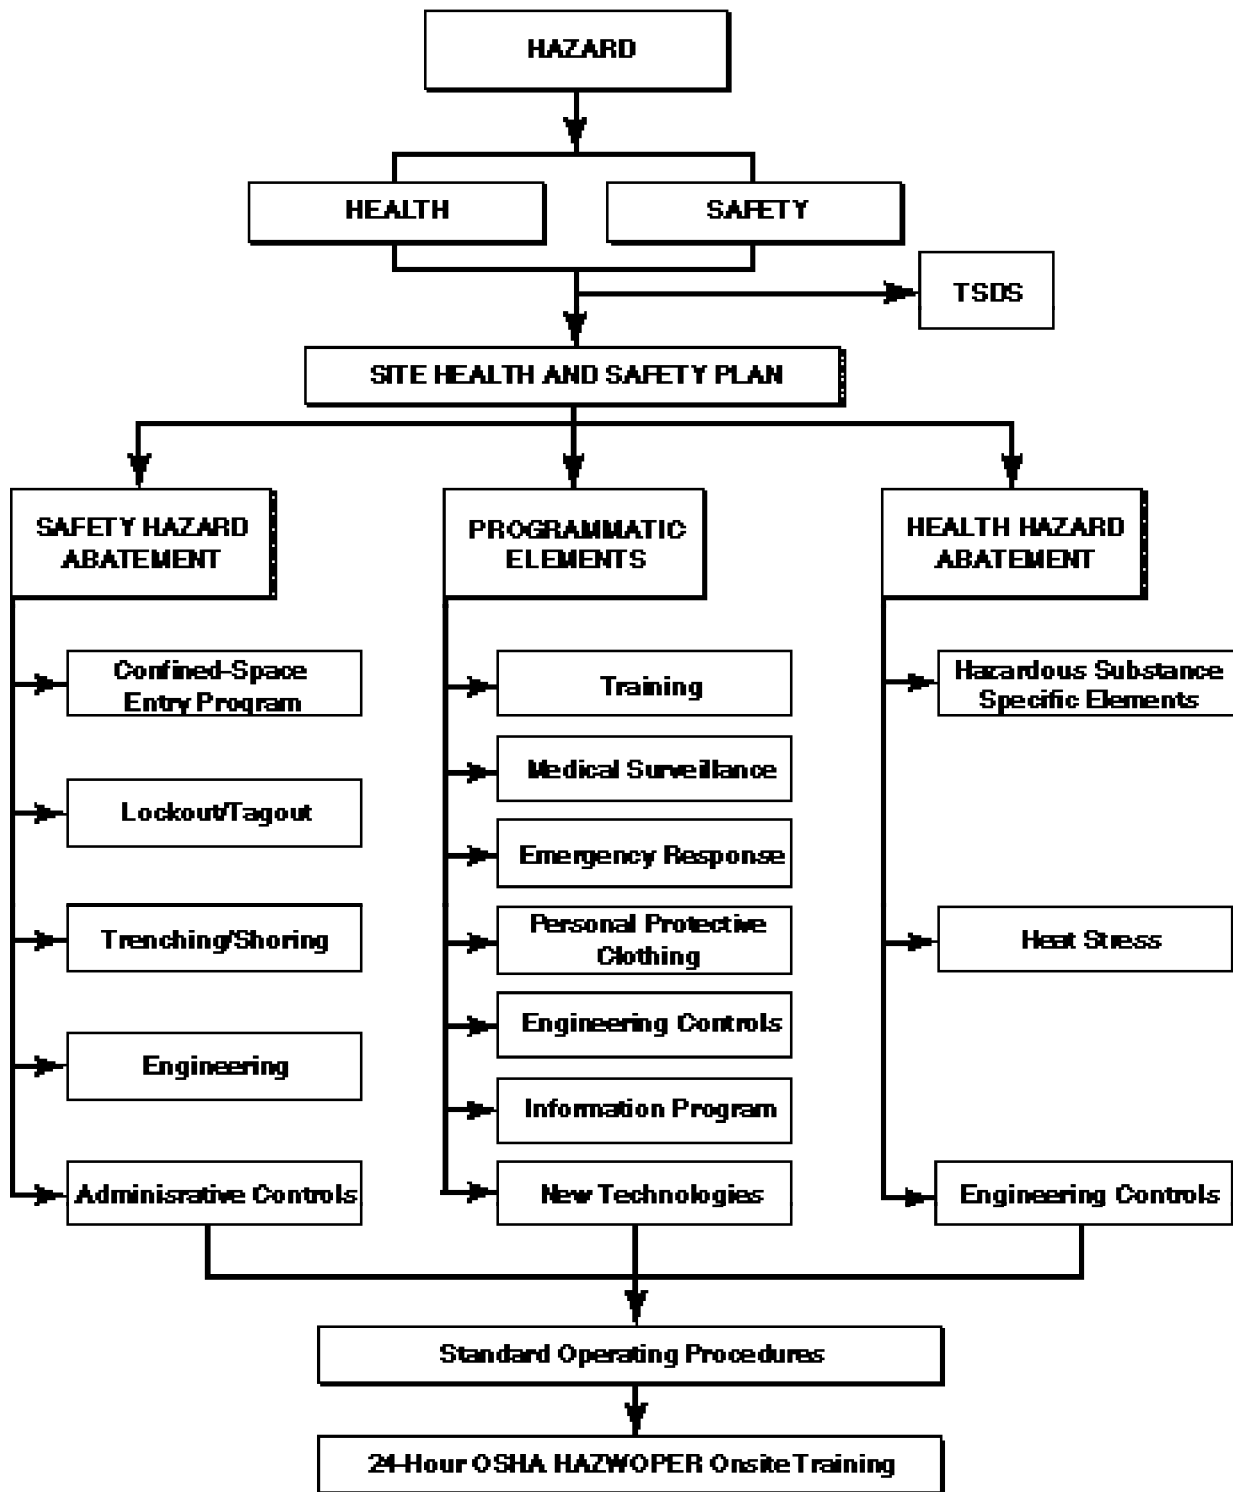 HAZARD
HEALTH
SAFETY
TSDS
SITE HEALTH AND SAFETY PLAN
SAFETY HAZARD
ABATEMENT
PROGRAMMATIC
ELEMENTS
HEALTH HAZARD
ABATEMENT
Confined-Space
Entry Program
Lockout/Tagout
Trenching/Shoring
Engineering
Adminisrative Controls
Training
Medical Surveillance
Emergency Response
Personal Protective
Clothing
Engineering Controls
Information Program
New Technologies
Hazardous Substance
Specific Elements
Heat Stress
Engineering Controls
Standard Operating Procedures
24-Hour OSHA HAZWOPER Onsite Training